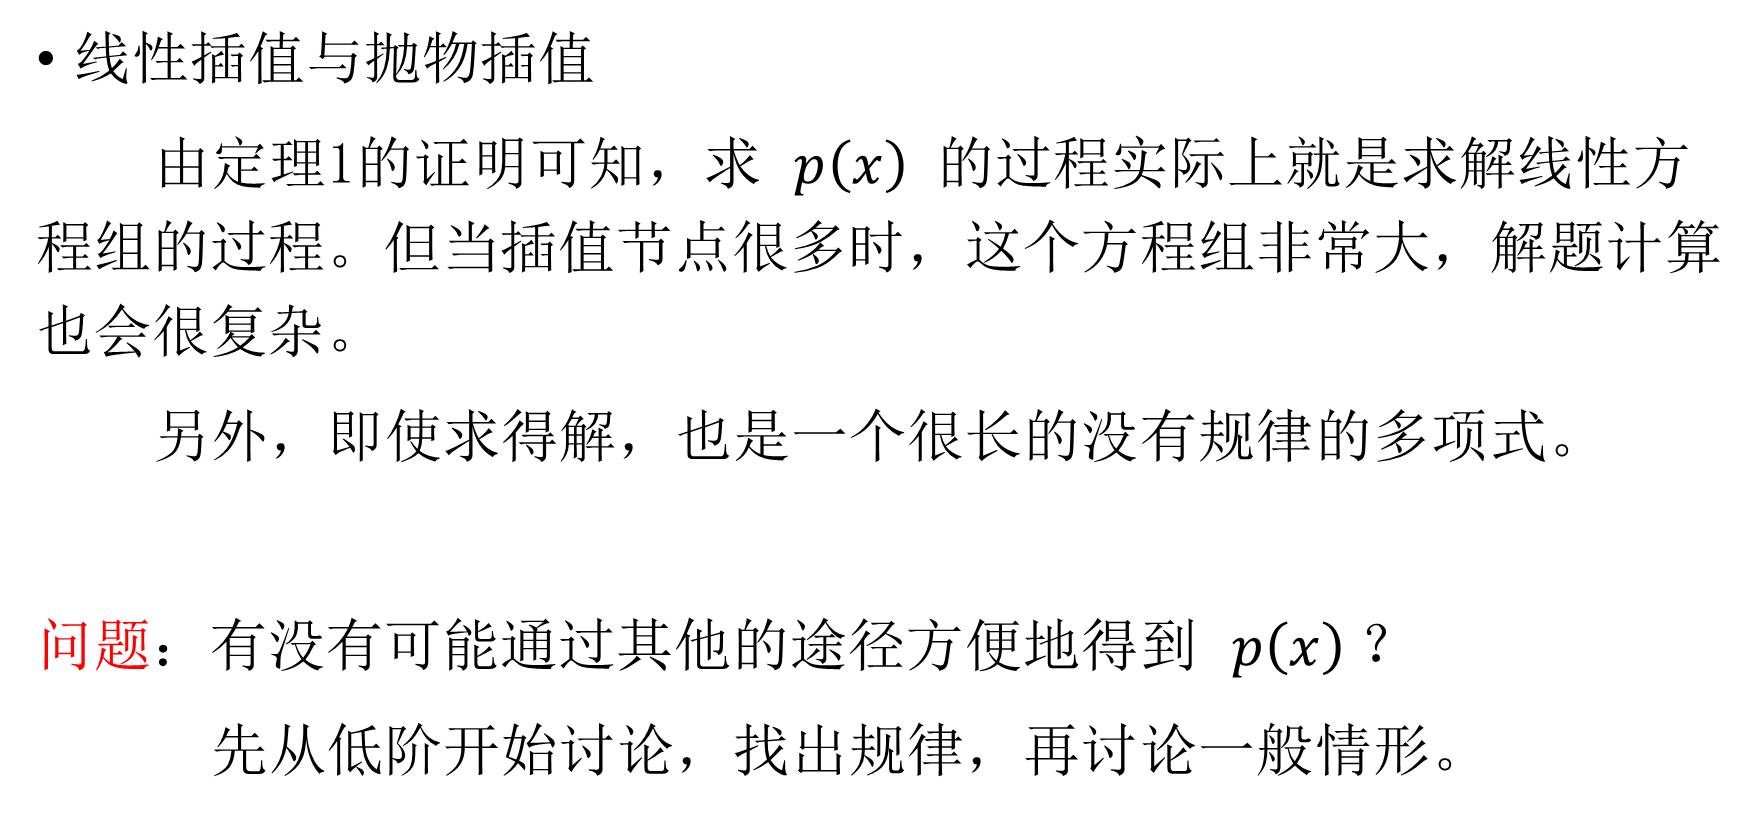 • 线性插值与抛物插值
由定理1的证明可知，求 p(x) 的过程实际上就是求解线性方
程组的过程。但当插值节点很多时，这个方程组非常大，解题计算
也会很复杂。
另外，即使求得解，也是一个很长的没有规律的多项式。
问题：有没有可能通过其他的途径方便地得到 p(x)？
先从低阶开始讨论，找出规律，再讨论一般情形。